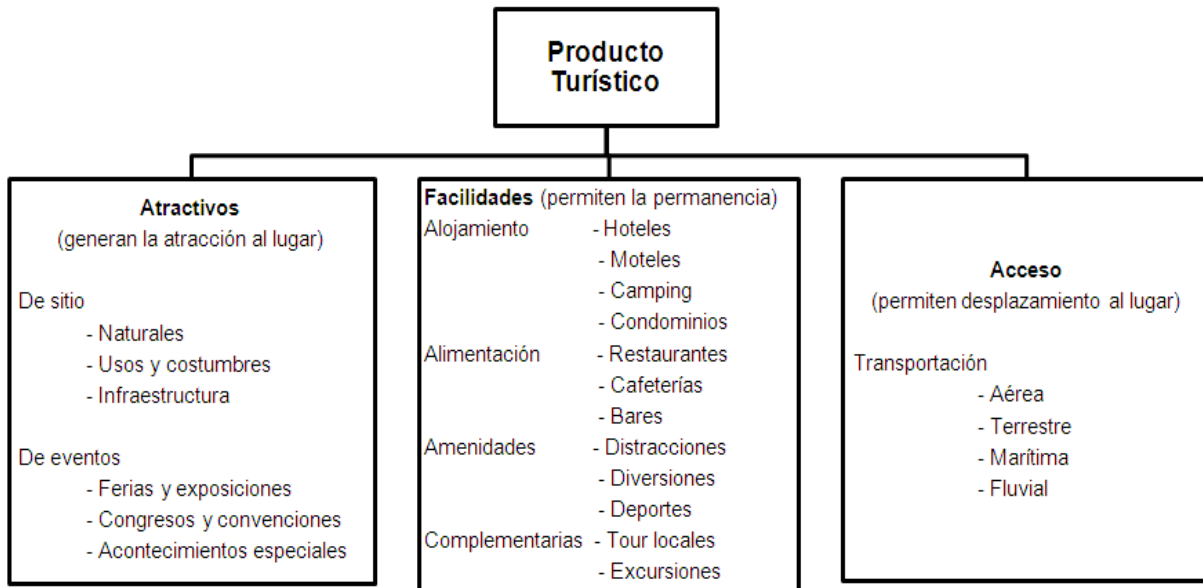 Producto
Turístico
Atractivos
(generan la atracción al lugar)
De sitio
- Naturales
- Usos y costumbres
- Infraestructura
De eventos
- Ferias y exposiciones
- Congresos y convenciones
- Acontecimientos especiales
Facilidades (permiten la permanencia)
Alojamiento - Hoteles
- Moteles
- Camping
- Condominios
Alimentación - Restaurantes
- Cafeterías
- Bares
Amenidades - Distracciones
- Diversiones
- Deportes
Complementarias - Tour locales
- Excursiones
Acceso
(permiten desplazamiento al lugar)
Transportación
- Aérea
- Terrestre
- Marítima
- Fluvial